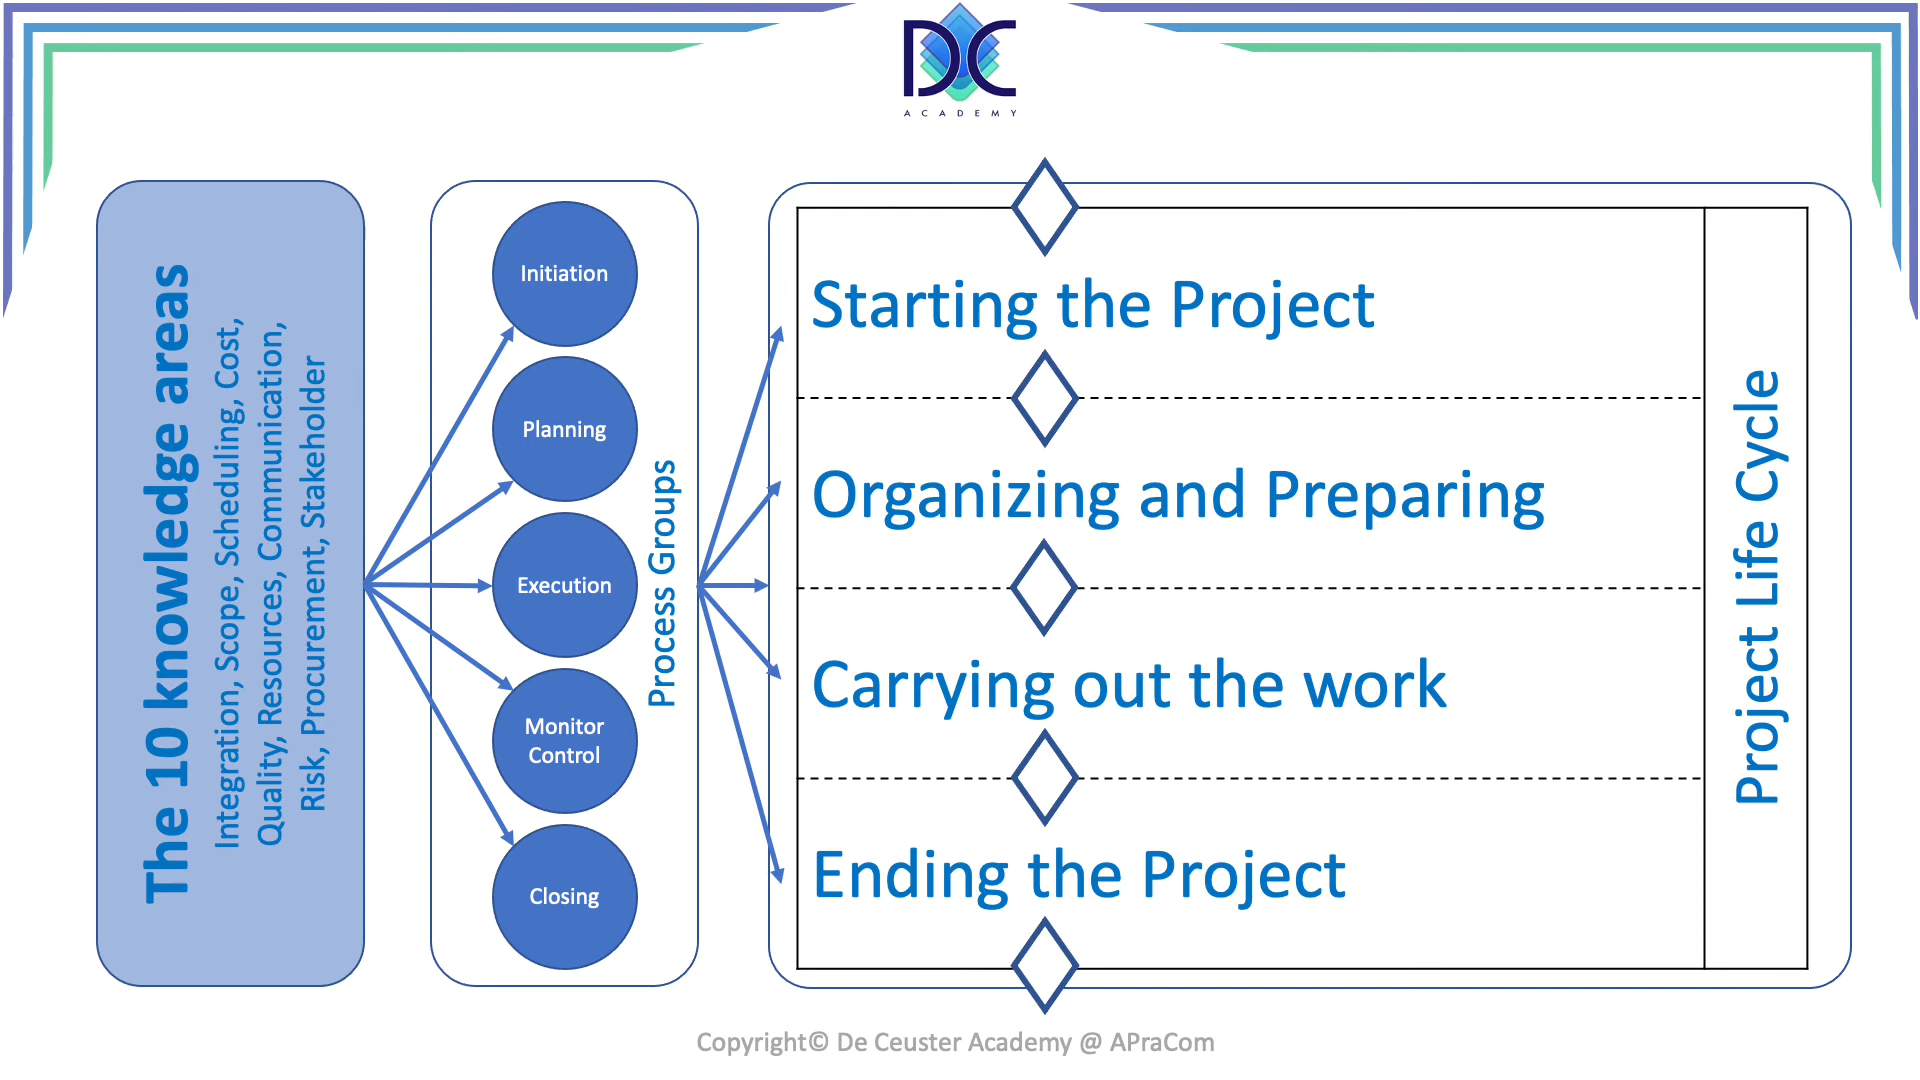 DC
ACADEMY
The 10 knowledge areas
Integration, Scope, Scheduling, Cost,
Quality, Resources, Communication,
Risk, Procurement, Stakeholder
Initiation
Planning
Execution
Monitor
Control
Closing
Process Groups
Starting the Project
Organizing and Preparing
Carrying out the work
Ending the Project
Project Life Cycle
Copyright© De Ceuster Academy @ APraCom